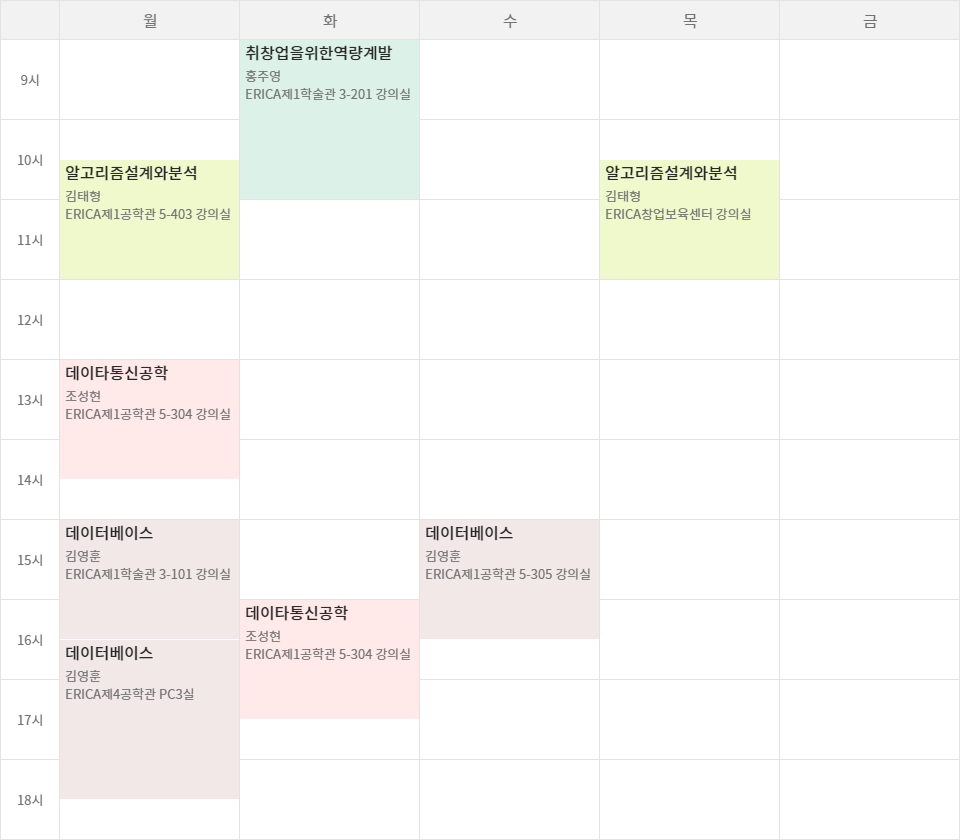 월 화 수 목 금
9시
취창업을위한역량계발
홍주영
ERICA제1학술관 3-201 강의실
10시
알고리즘설계와분석
김태형
ERICA제1공학관 5-403 강의실
알고리즘설계와분석
김태형
ERICA창업보육센터 강의실
11시
12시
데이타통신공학
조성현
ERICA제1공학관 5-304 강의실
13시
14시
데이터베이스
김영훈
ERICA제1학술관 3-101 강의실
데이터베이스
김영훈
ERICA제1공학관 5-305 강의실
15시
데이타통신공학
조성현
ERICA제1공학관 5-304 강의실
16시
데이터베이스
김영훈
ERICA제4공학관 PC3실
17시
18시